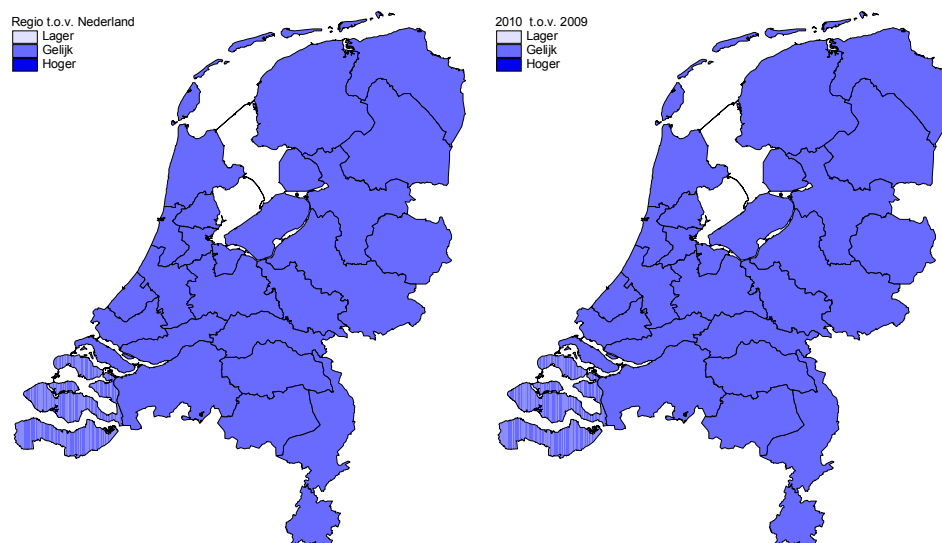 Regio t.o.v. Nederland
Lager
Gelijk
Hoger
2010 t.o.v. 2009
Lager
Gelijk
Hoger